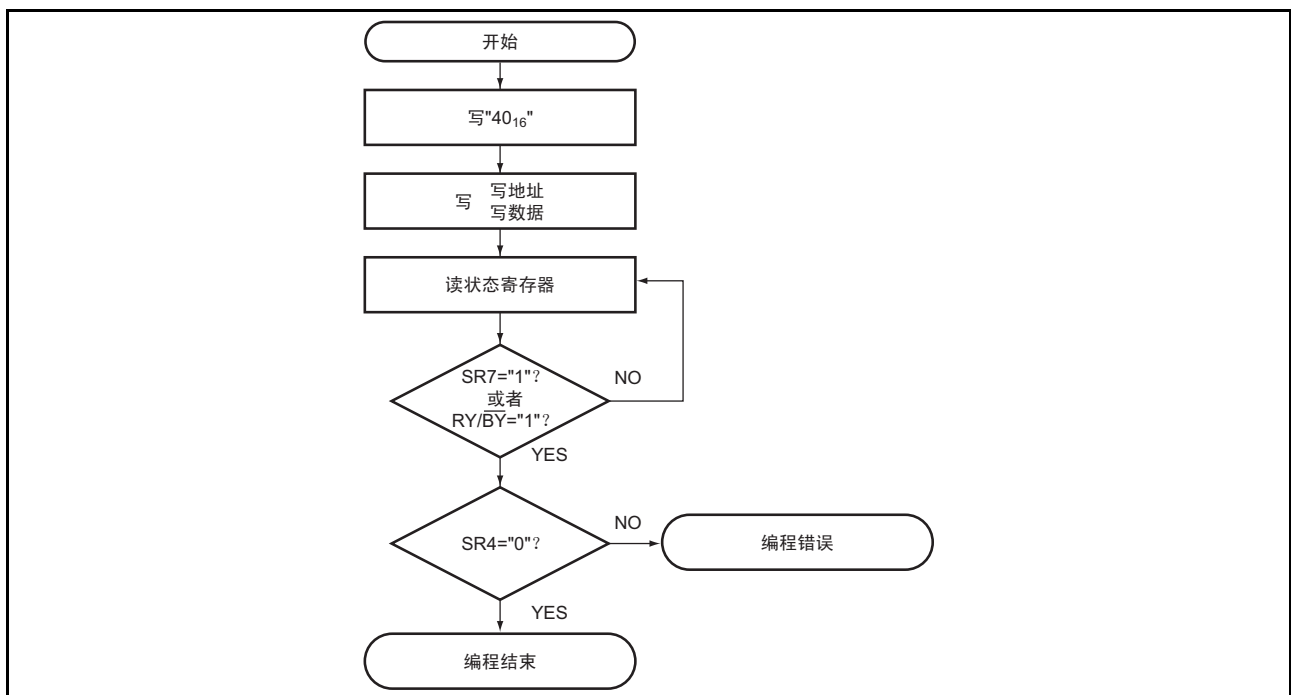 开始
写"40₁₆"
写 写地址
写数据
读状态寄存器
SR7="1"?
或者
RY/B̅Y̅="1"?
NO
YES
SR4="0"?
NO
编程错误
YES
编程结束